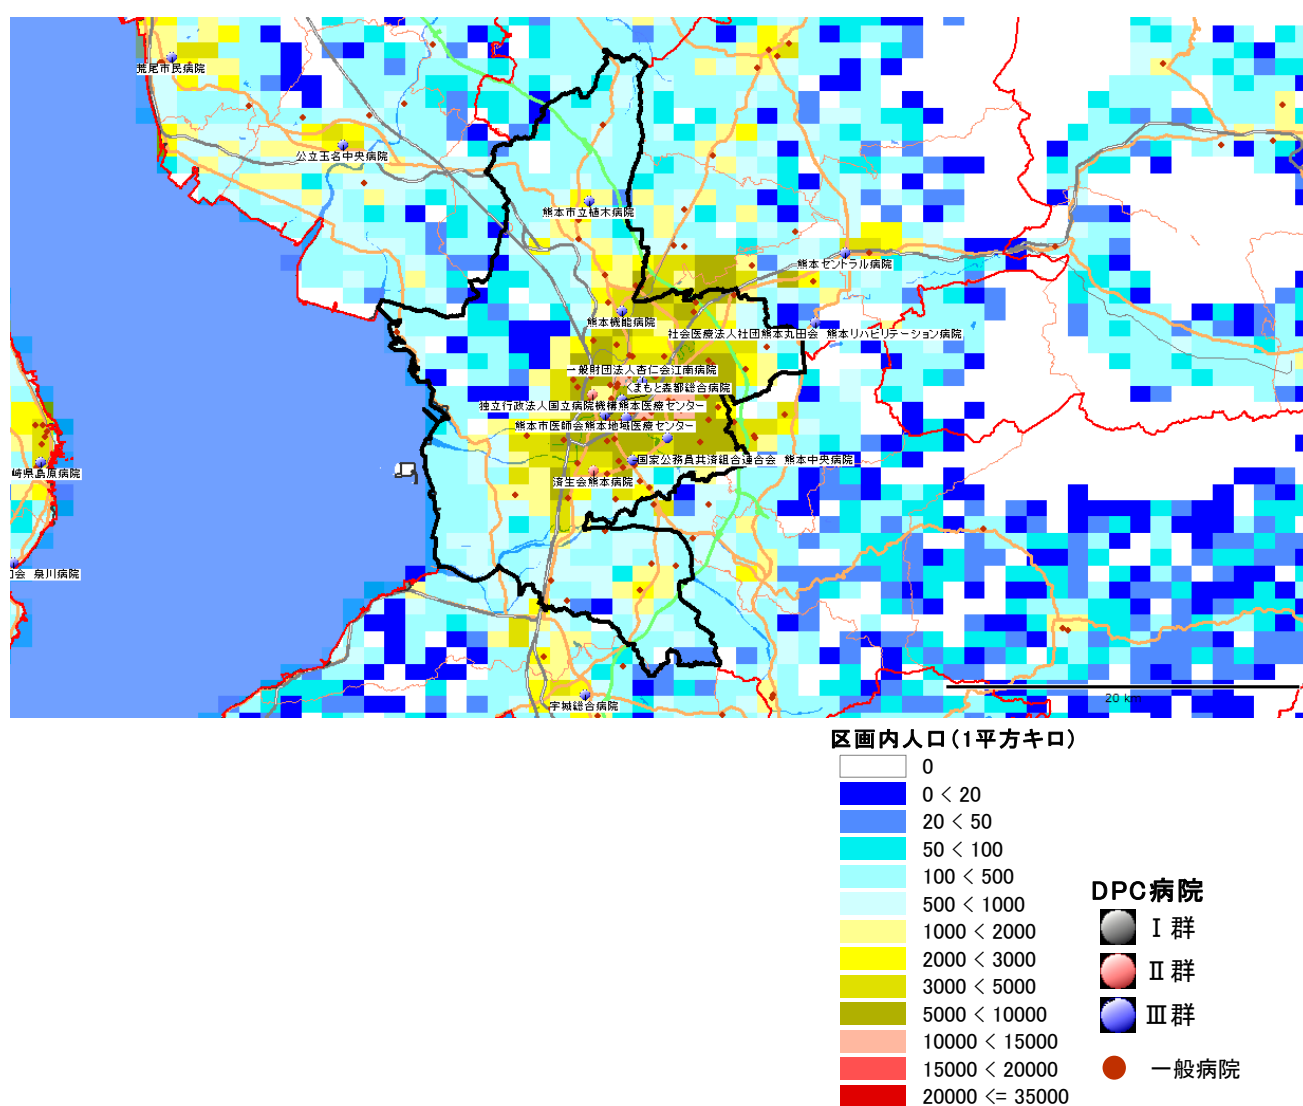 荒尾市民病院
公立玉名中央病院
熊本市立植木病院
熊本セントラル病院
熊本機能病院
社会医療法人社団熊本丸田会 熊本リハビリテーション病院
一般財団法人杏仁会江南病院
くまもと森都総合病院
独立行政法人国立病院機構熊本医療センター
熊本市医師会熊本地域医療センター
国家公務員共済組合連合会 熊本中央病院
崎県島原病院
済生会熊本病院
会 泉川病院
宇城総合病院
20 km
区画内人口(1平方キロ)
0
0 < 20
20 < 50
50 < 100
100 < 500
500 < 1000
1000 < 2000
2000 < 3000
3000 < 5000
5000 < 10000
10000 < 15000
15000 < 20000
20000 <= 35000
DPC病院
Ⅰ群
Ⅱ群
Ⅲ群
一般病院